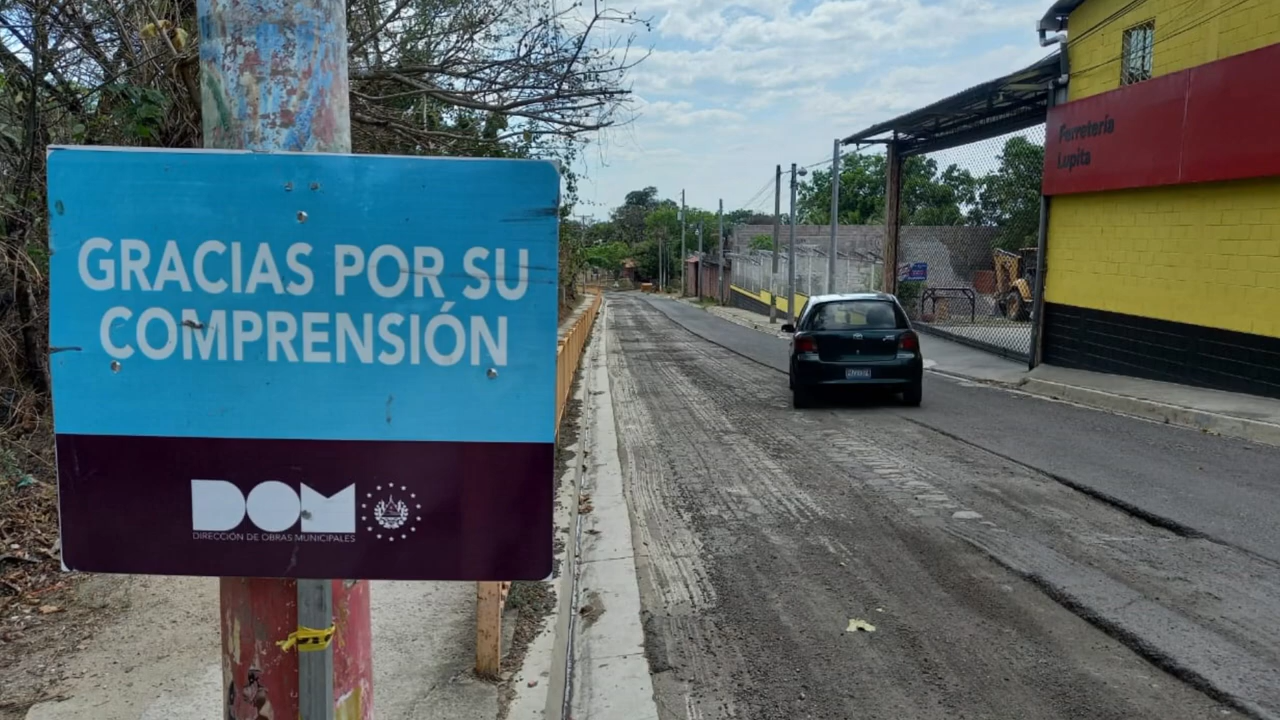 GRACIAS POR SU
COMPRENSIÓN
DOM
DIRECCIÓN DE OBRAS MUNICIPALES
Ferretería
Lupita